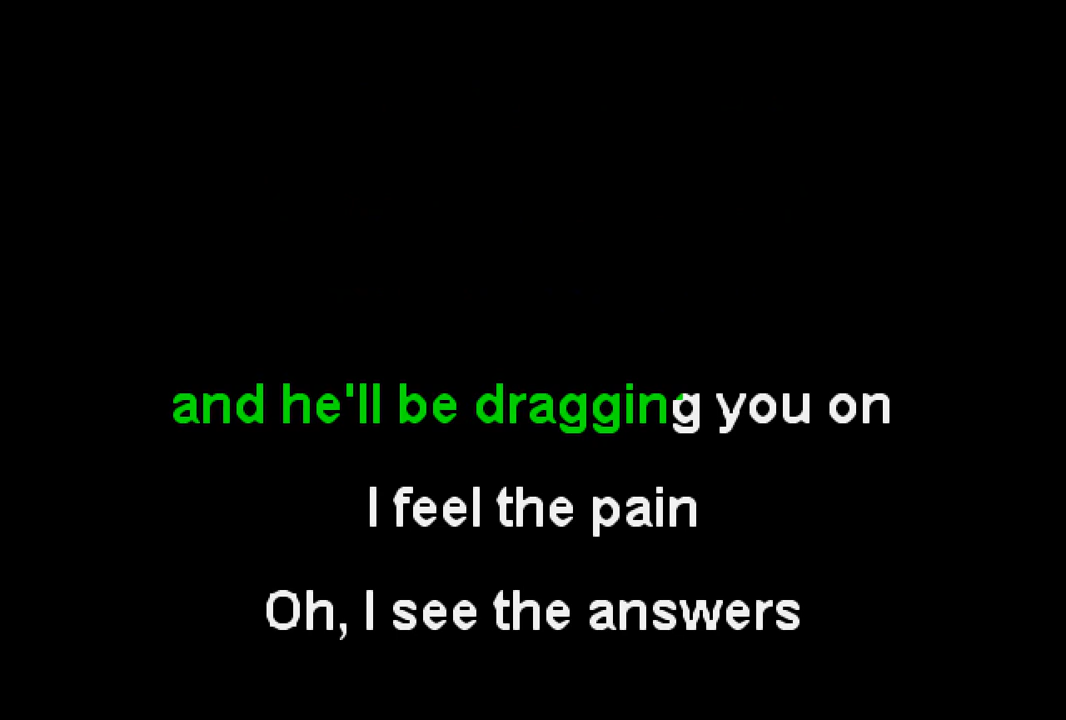 and he'll be dragging you on
I feel the pain
Oh, I see the answers